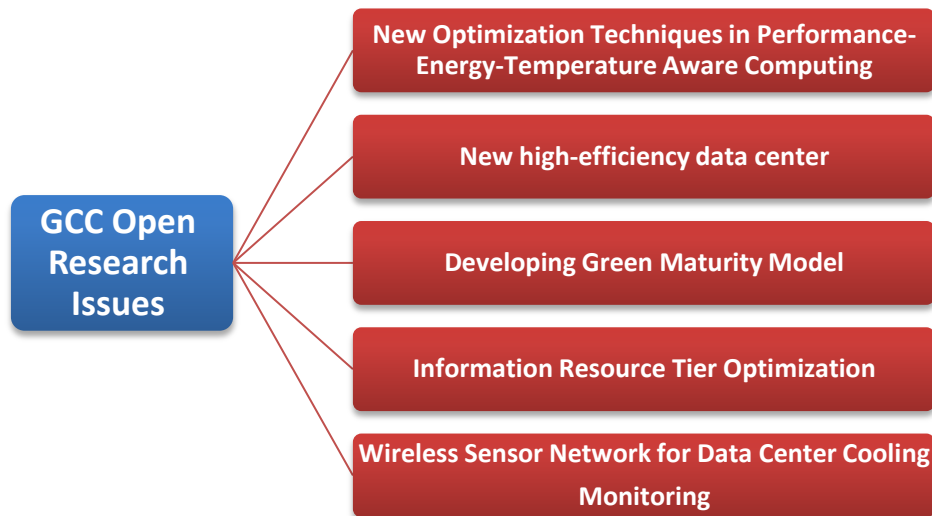 New Optimization Techniques in Performance-
Energy-Temperature Aware Computing
New high-efficiency data center
GCC Open
Research
Issues
Developing Green Maturity Model
Information Resource Tier Optimization
Wireless Sensor Network for Data Center Cooling
Monitoring